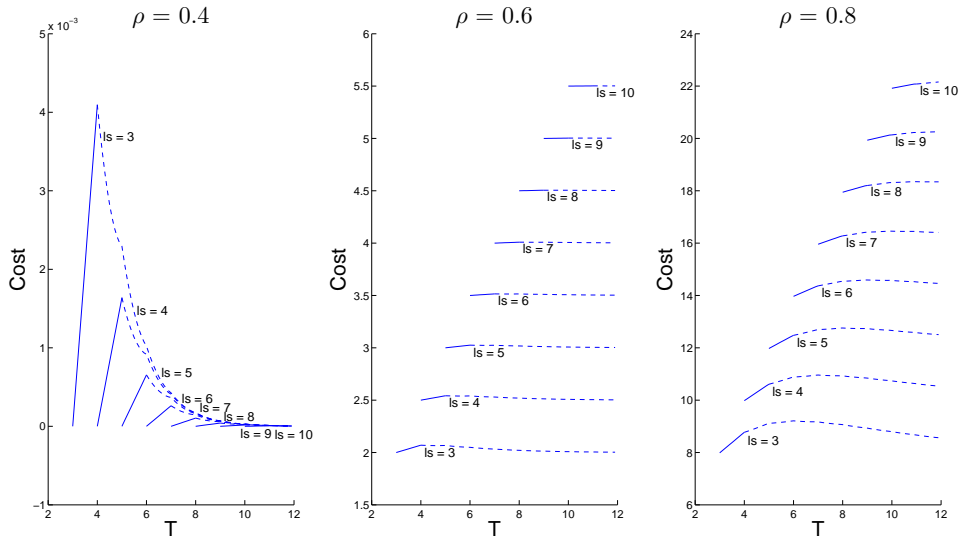 ρ = 0.4
x 10⁻³
5
4
3
2
1
0
−1
2 4 6 8 10 12
Cost
T
ls = 3
ls = 4
ls = 5
ls = 6
ls = 7
ls = 8
ls = 9
ls = 10
ρ = 0.6
5.5
5
4.5
4
3.5
3
2.5
2
1.5
2 4 6 8 10 12
Cost
T
ls = 10
ls = 9
ls = 8
ls = 7
ls = 6
ls = 5
ls = 4
ls = 3
ρ = 0.8
24
22
20
18
16
14
12
10
8
6
2 4 6 8 10 12
Cost
T
ls = 10
ls = 9
ls = 8
ls = 7
ls = 6
ls = 5
ls = 4
ls = 3